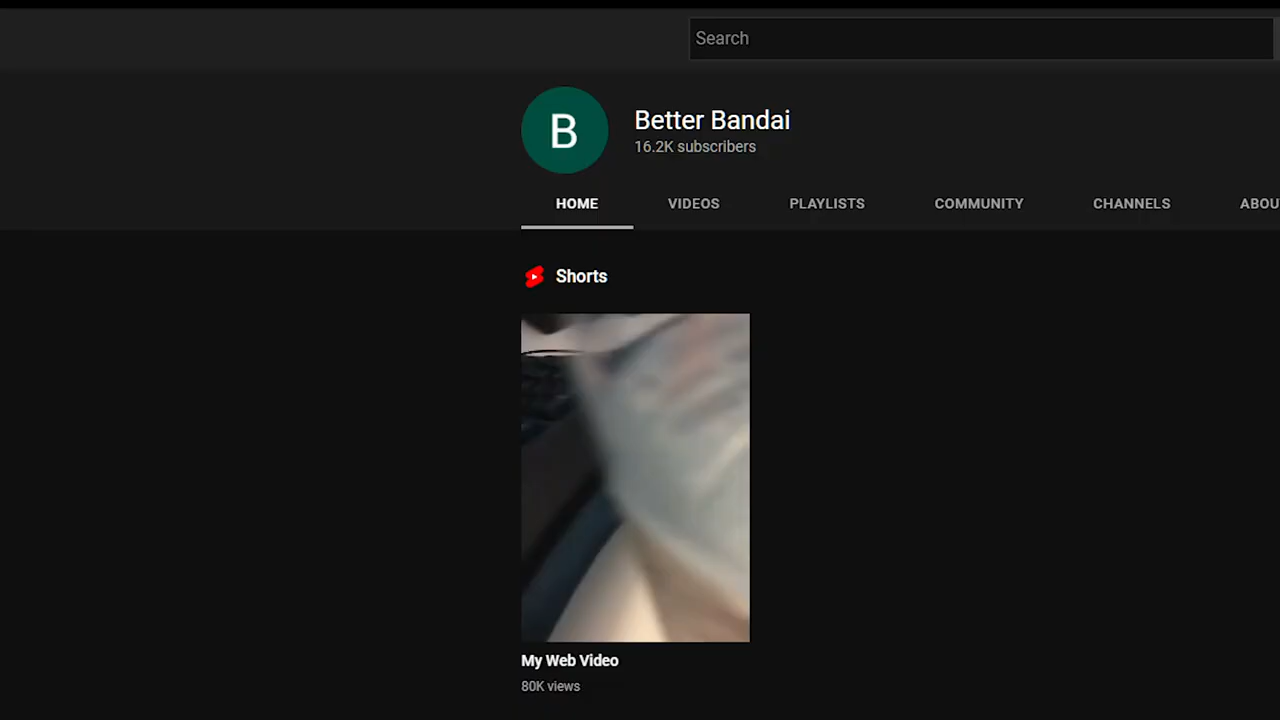 Search
B
Better Bandai
16.2K subscribers
HOME VIDEOS PLAYLISTS COMMUNITY CHANNELS ABOU
Shorts
My Web Video
80K views